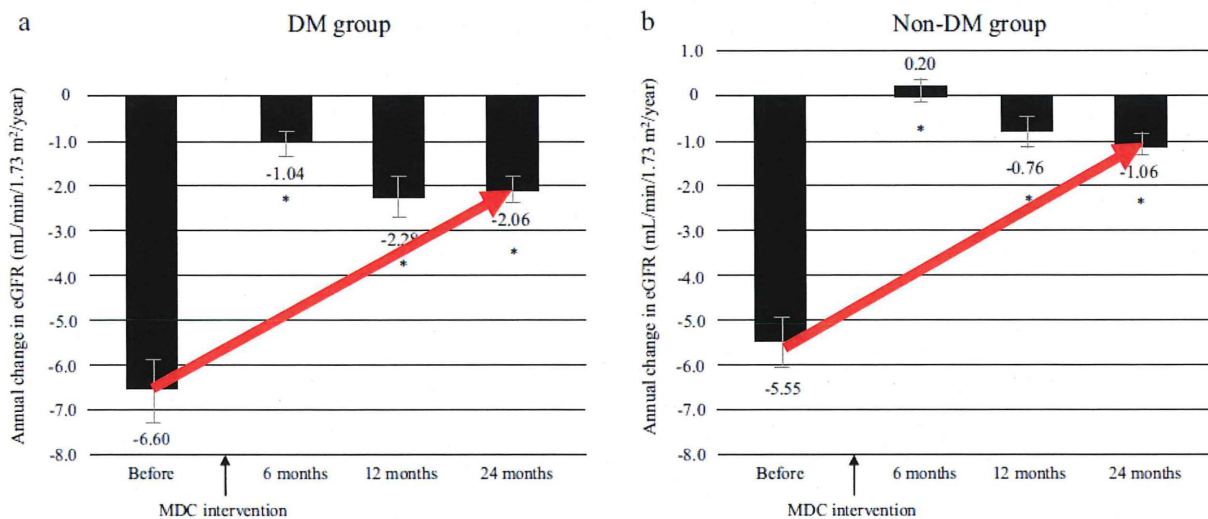 a
DM group
Annual change in eGFR (mL/min/1.73 m²/year)
0
-1.0
-2.0
-3.0
-4.0
-5.0
-6.0
-7.0
-8.0
-6.60
-1.04
*
-2.28
*
-2.06
*
Before
6 months
12 months
24 months
MDC intervention
b
Non-DM group
Annual change in eGFR (mL/min/1.73 m²/year)
1.0
0
-1.0
-2.0
-3.0
-4.0
-5.0
-6.0
-7.0
-8.0
-5.55
0.20
*
-0.76
*
-1.06
*
Before
6 months
12 months
24 months
MDC intervention